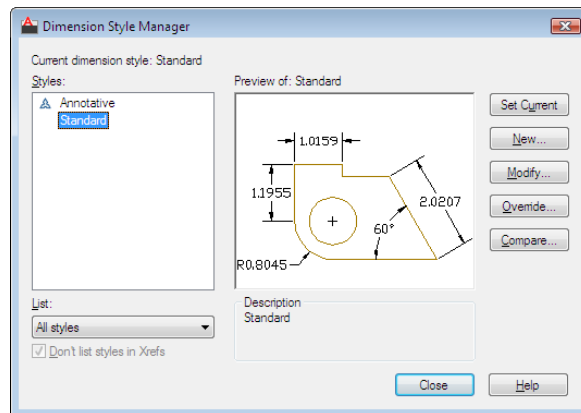 Dimension Style Manager
Current dimension style: Standard
Styles:
Annotative
Standard
List:
All styles
Don't list styles in Xrefs
Preview of: Standard
1.0159
1.1955
2.0207
60°
R0.8045
Description
Standard
Set Current
New...
Modify...
Override...
Compare...
Close
Help